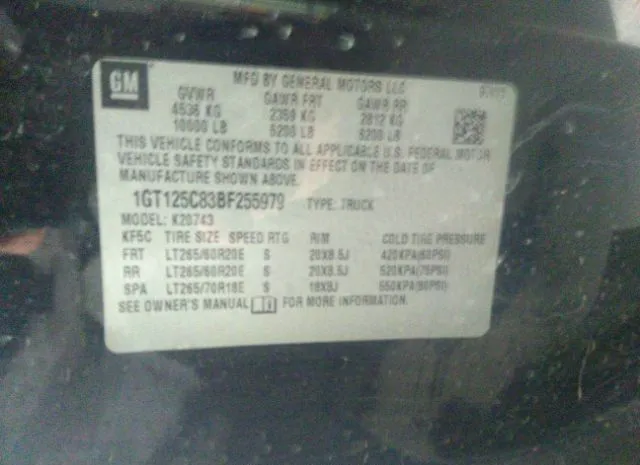 GM
MFD BY GENERAL MOTORS LLC
GVWR GAWR FRT GAWR RR
4536 KG 2359 KG 2812 KG
10000 LB 5200 LB 6200 LB
THIS VEHICLE CONFORMS TO ALL APPLICABLE U.S. FEDERAL MOTOR
VEHICLE SAFETY STANDARDS IN EFFECT ON THE DATE OF
MANUFACTURE SHOWN ABOVE.
1GT125C83BF255979 TYPE: TRUCK
MODEL: K20743
KF5C TIRE SIZE SPEED RTG RIM COLD TIRE PRESSURE
FRT LT265/60R20E S 20X8.5J 420KPA(60PSI)
RR LT265/60R20E S 20X8.5J 520KPA(75PSI)
SPA LT265/70R18E S 18X8J 550KPA(80PSI)
SEE OWNER'S MANUAL FOR MORE INFORMATION.